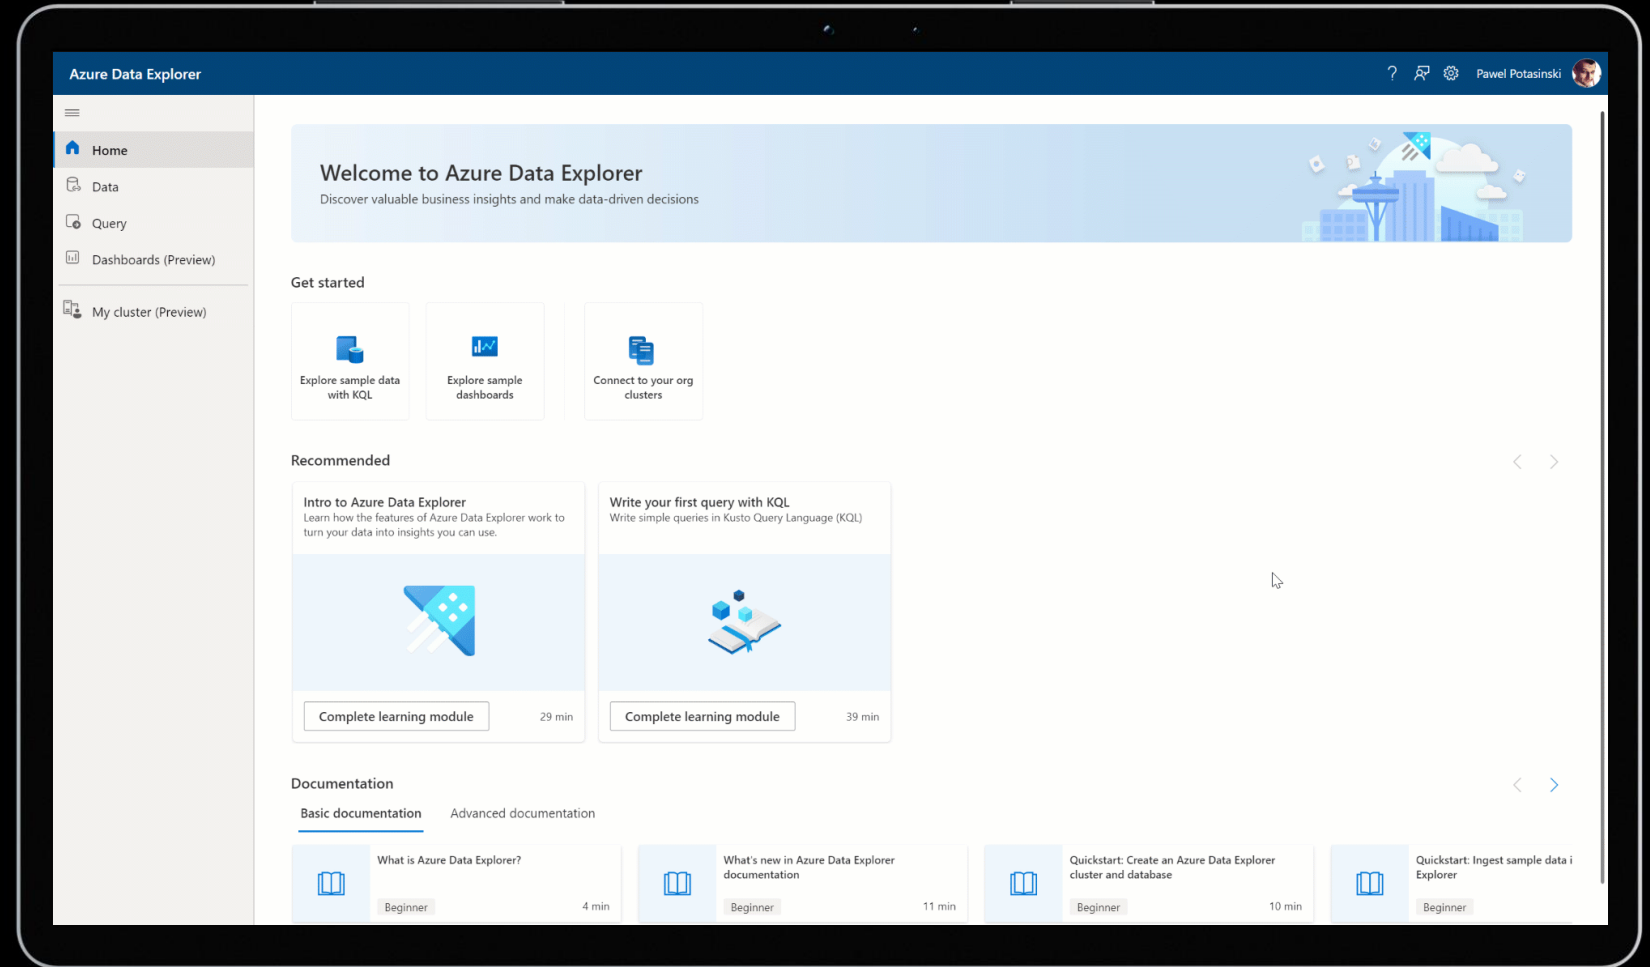 Azure Data Explorer
Pawel Potasinski
Home
Data
Query
Dashboards (Preview)
My cluster (Preview)
Welcome to Azure Data Explorer
Discover valuable business insights and make data-driven decisions
Get started
Explore sample data
with KQL
Explore sample
dashboards
Connect to your org
clusters
Recommended
Intro to Azure Data Explorer
Learn how the features of Azure Data Explorer work to
turn your data into insights you can use.
Complete learning module
29 min
Write your first query with KQL
Write simple queries in Kusto Query Language (KQL)
Complete learning module
39 min
Documentation
Basic documentation
Advanced documentation
What is Azure Data Explorer?
Beginner
4 min
What's new in Azure Data Explorer
documentation
Beginner
11 min
Quickstart: Create an Azure Data Explorer
cluster and database
Beginner
10 min
Quickstart: Ingest sample data i
Explorer
Beginner